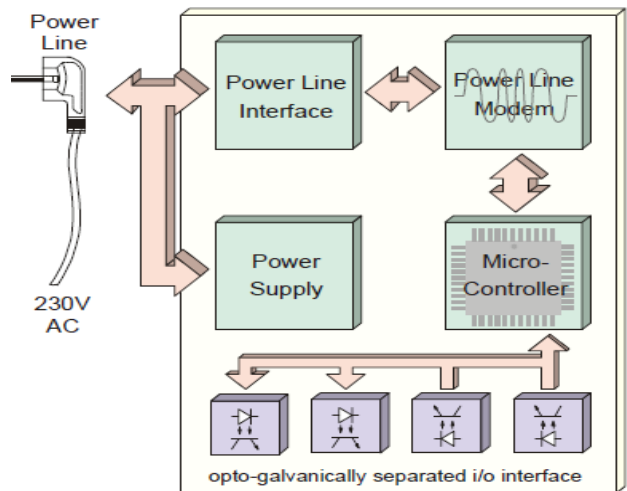 Power
Line
Power Line
Interface
Power Line
Modem
Power
Supply
Micro-
Controller
230V
AC
opto-galvanically separated i/o interface